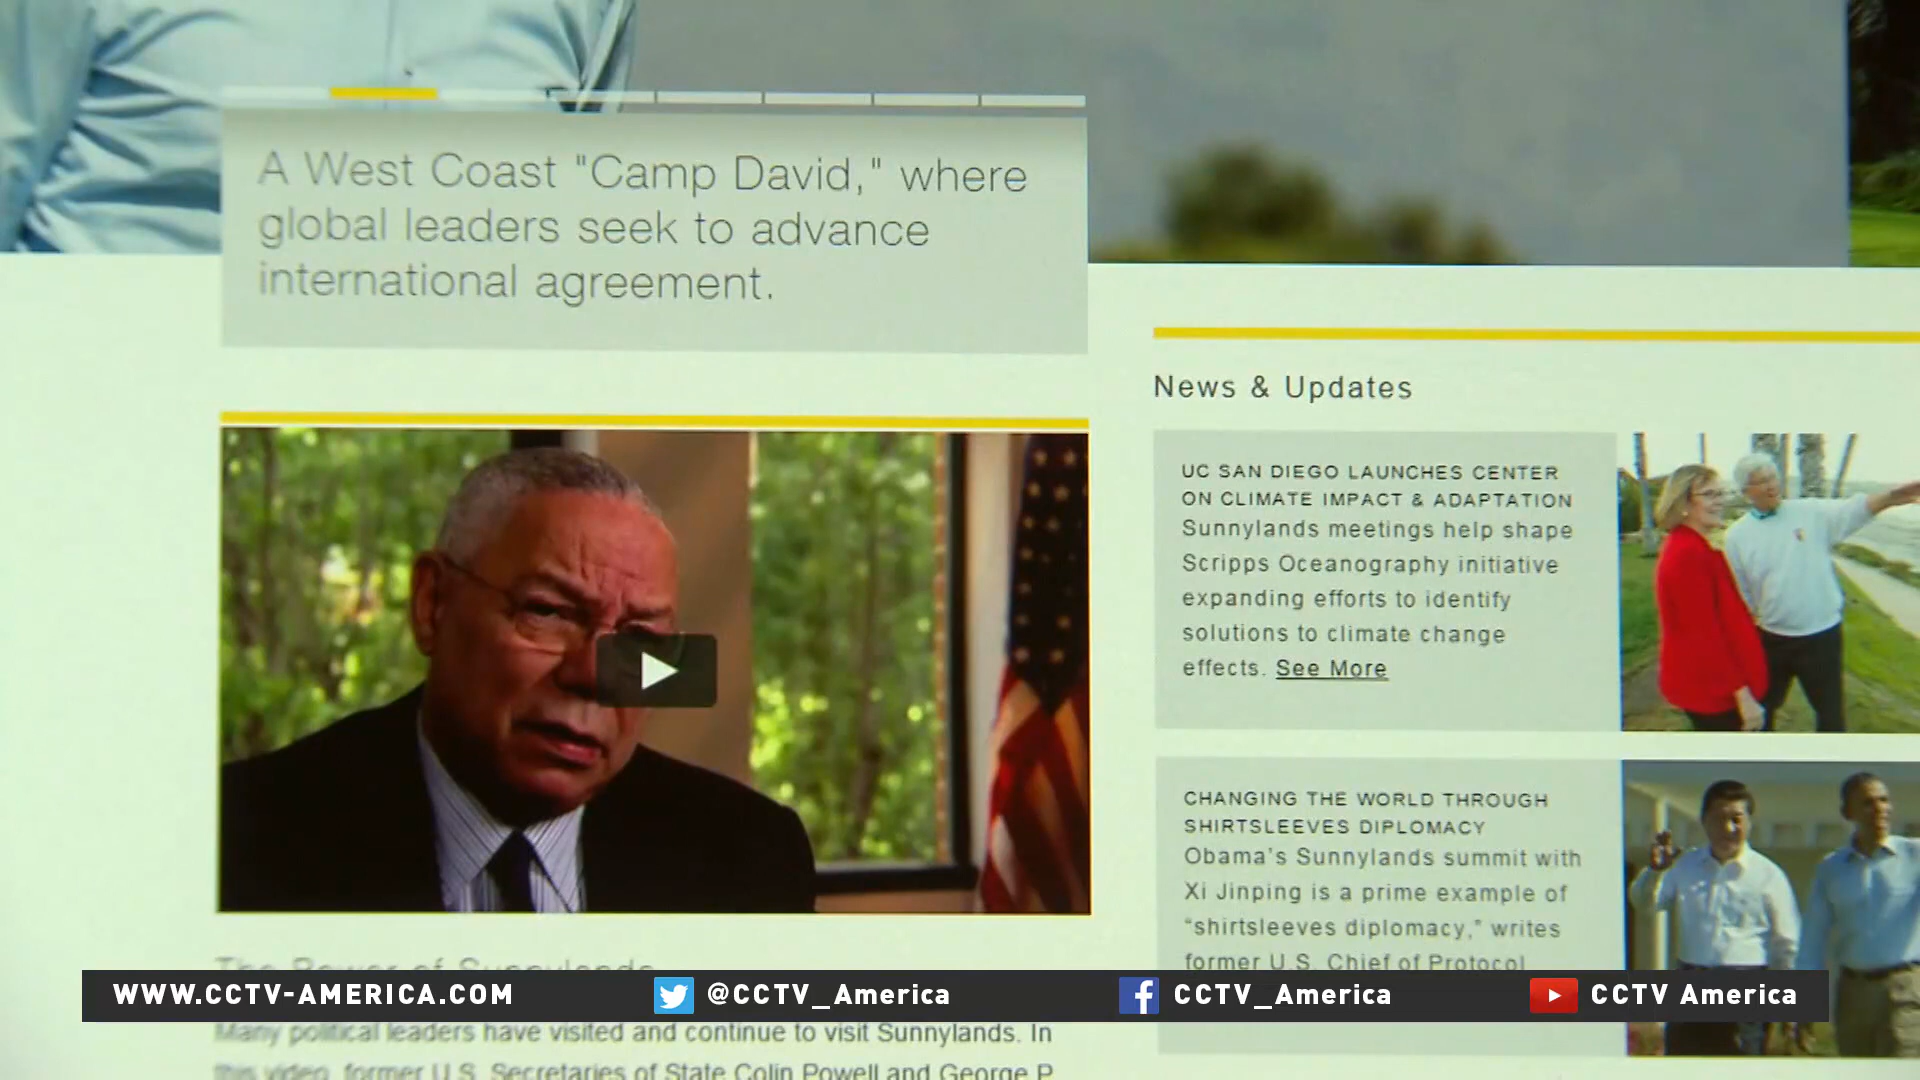 A West Coast "Camp David," where
global leaders seek to advance
international agreement.
News & Updates
UC SAN DIEGO LAUNCHES CENTER
ON CLIMATE IMPACT & ADAPTATION
Sunnylands meetings help shape
Scripps Oceanography initiative
expanding efforts to identify
solutions to climate change
effects. See More
CHANGING THE WORLD THROUGH
SHIRTSLEEVES DIPLOMACY
Obama's Sunnylands summit with
Xi Jinping is a prime example of
“shirtsleeves diplomacy,” writes
former U.S. Chief of Protocol
The Power of Sunnylands
Many political leaders have visited and continue to visit Sunnylands. In
this video, former U.S. Secretaries of State Colin Powell and George P.
WWW.CCTV-AMERICA.COM
@CCTV_America
CCTV_America
CCTV America